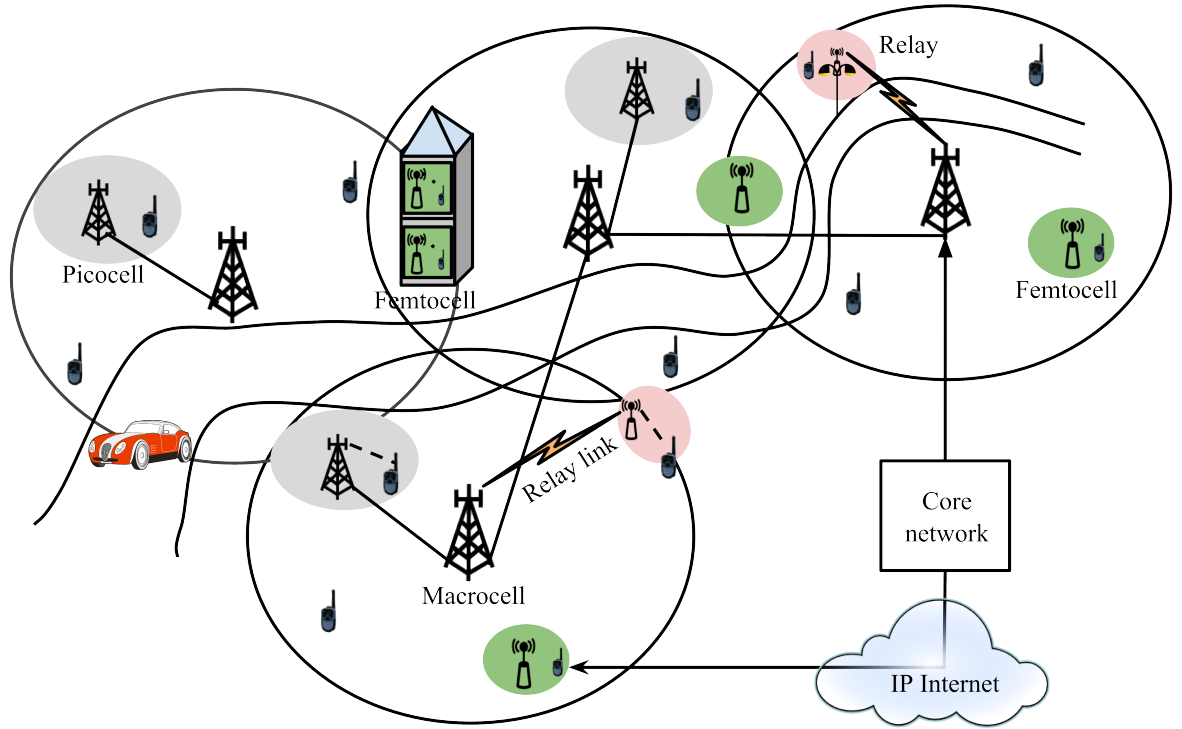 Relay
Picocell
Femtocell
Femtocell
Relay link
Core
network
Macrocell
IP Internet